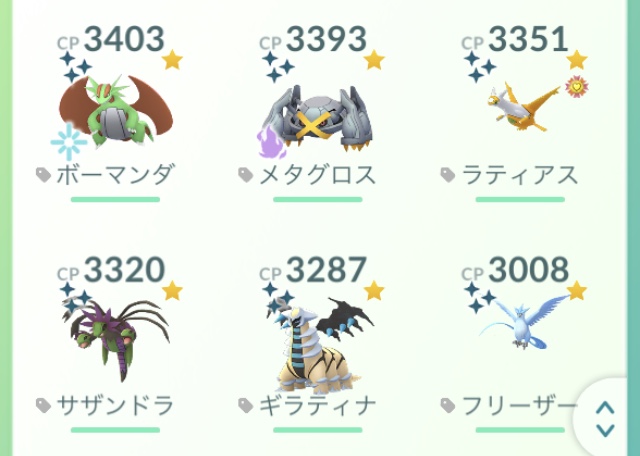 CP 3403
CP 3393
CP 3351
ボーマンダ
メタグロス
ラティアス
CP 3320
CP 3287
CP 3008
サザンドラ
ギラティナ
フリーザー